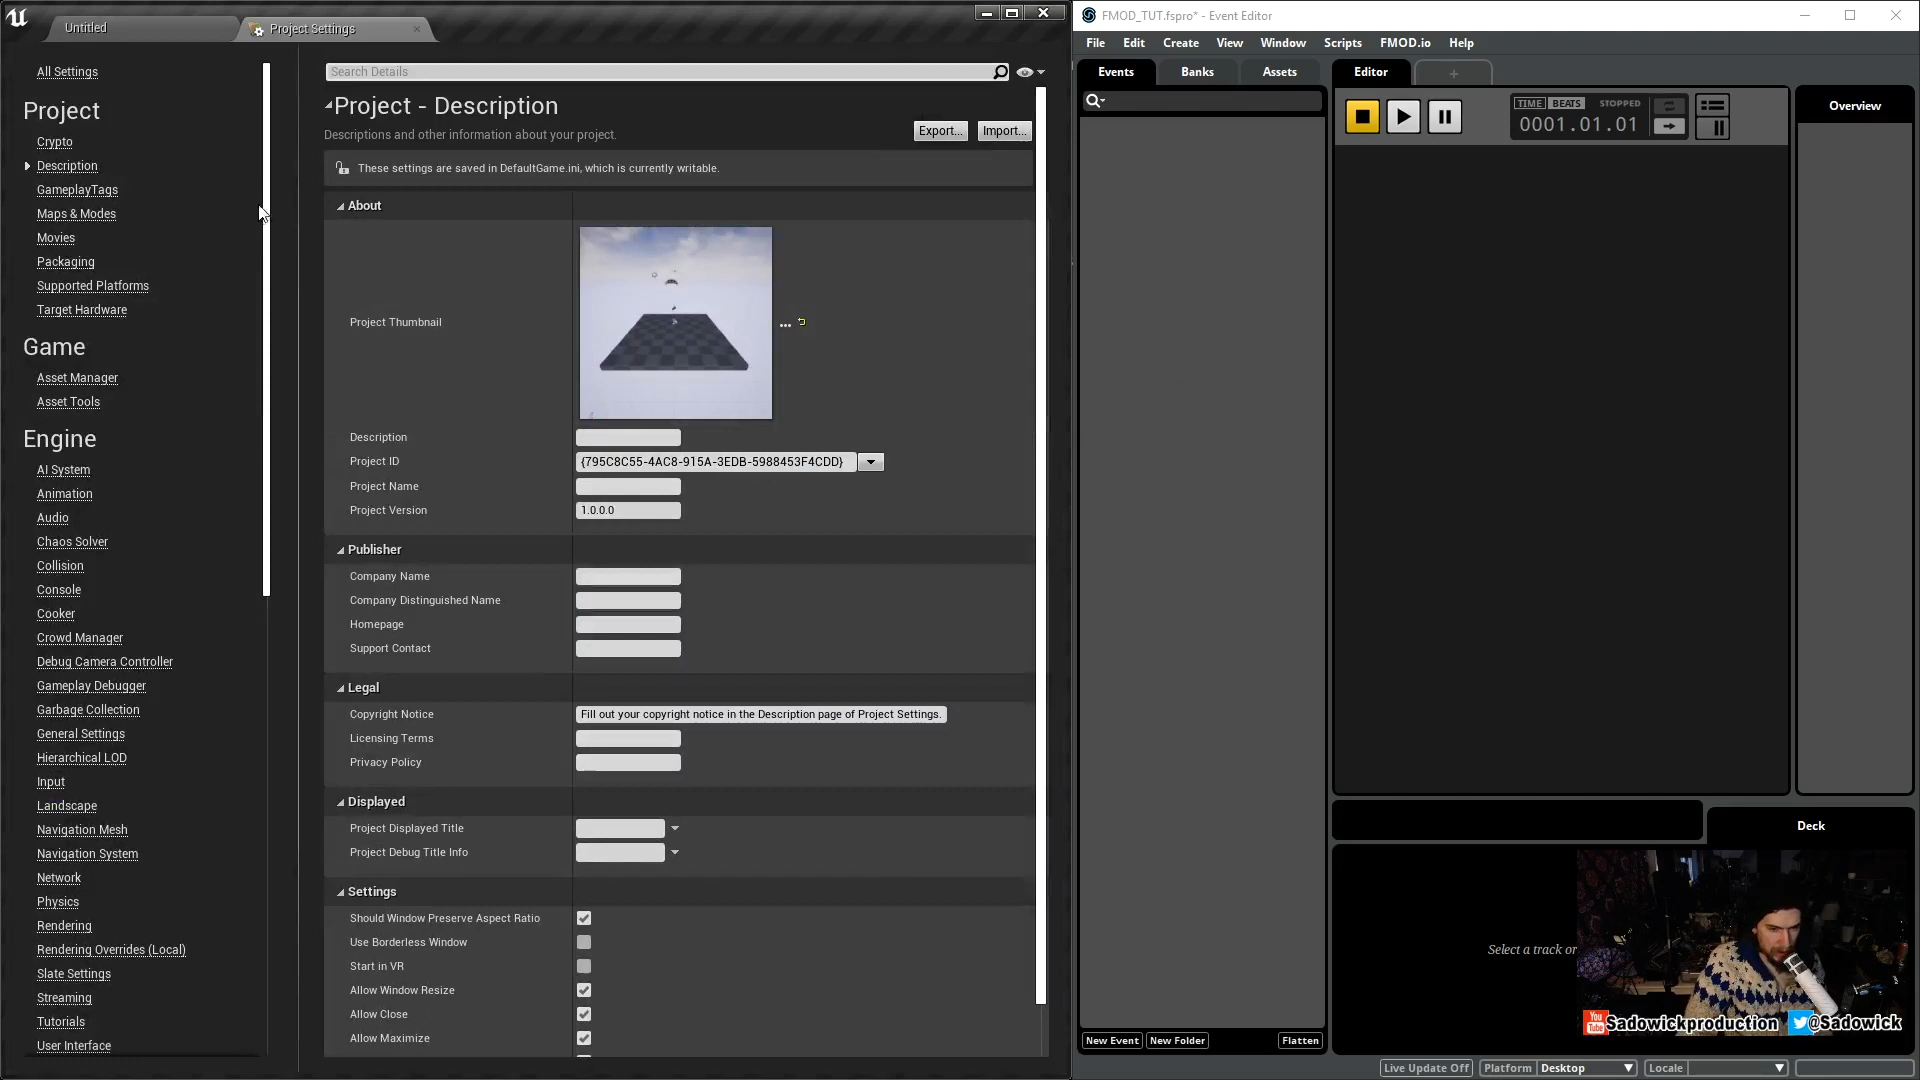 Untitled
Project Settings
All Settings
Project
Crypto
Description
GameplayTags
Maps & Modes
Movies
Packaging
Supported Platforms
Target Hardware
Game
Asset Manager
Asset Tools
Engine
AI System
Animation
Audio
Chaos Solver
Collision
Console
Cooker
Crowd Manager
Debug Camera Controller
Gameplay Debugger
Garbage Collection
General Settings
Hierarchical LOD
Input
Landscape
Navigation Mesh
Navigation System
Network
Physics
Rendering
Rendering Overrides (Local)
Slate Settings
Streaming
Tutorials
User Interface
Search Details
Project - Description
Descriptions and other information about your project.
Export...
Import...
These settings are saved in DefaultGame.ini, which is currently writable.
About
Project Thumbnail
Description
Project ID
{795C8C55-4AC8-915A-3EDB-5988453F4CDD}
Project Name
Project Version
1.0.0.0
Publisher
Company Name
Company Distinguished Name
Homepage
Support Contact
Legal
Copyright Notice
Fill out your copyright notice in the Description page of Project Settings.
Licensing Terms
Privacy Policy
Displayed
Project Displayed Title
Project Debug Title Info
Settings
Should Window Preserve Aspect Ratio
Use Borderless Window
Start in VR
Allow Window Resize
Allow Close
Allow Maximize
FMOD_TUT.fspro* - Event Editor
File Edit Create View Window Scripts FMOD.io Help
Events Banks Assets
Editor
TIME BEATS STOPPED
0001.01.01
Overview
Deck
Select a track or
You Tube Sadowickproduction @Sadowick
New Event
New Folder
Flatten
Live Update Off
Platform Desktop
Locale